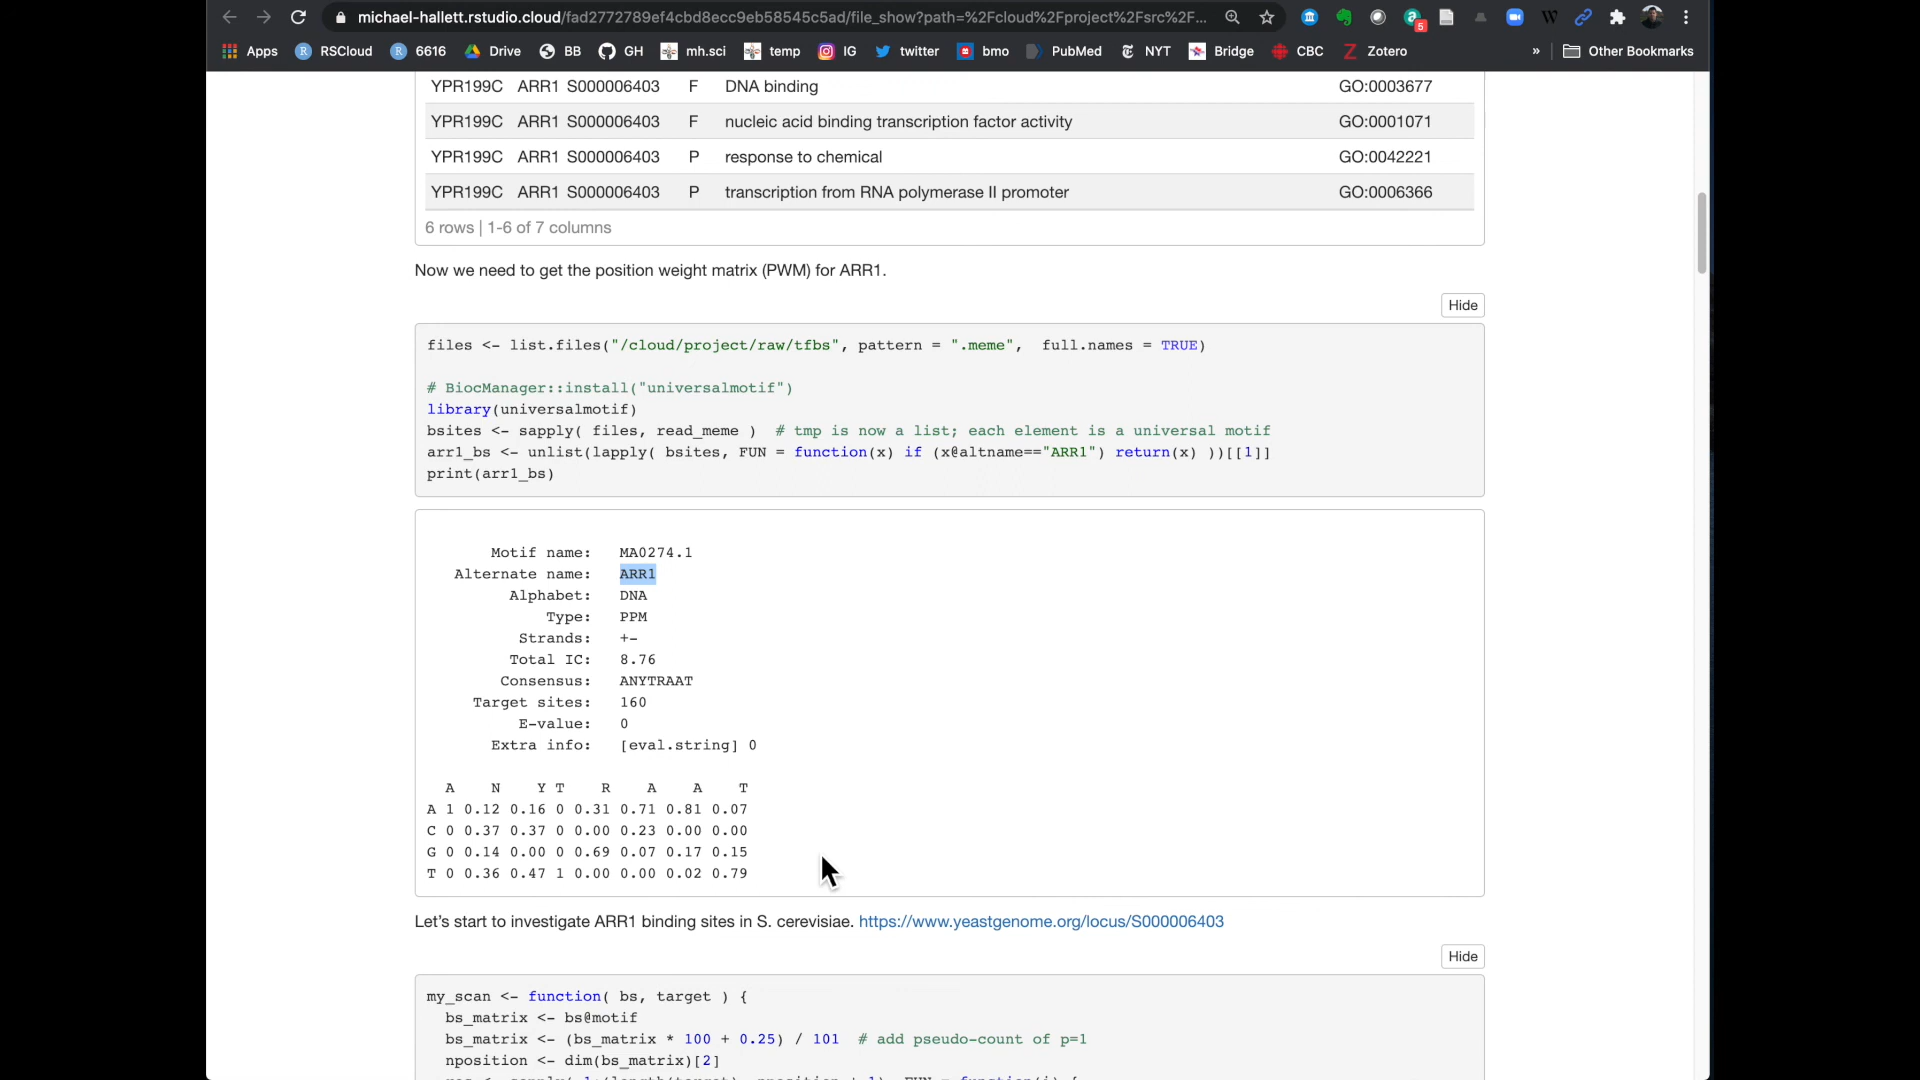 michael-hallett.rstudio.cloud/fad2772789ef4cbd8ecc9eb58545c5ad/file_show?path=%2Fcloud%2Fproject%2Fsrc%2F...
5
Apps RSCloud 6616 Drive BB GH mh.sci temp IG twitter bmo PubMed NYT Bridge CBC Zotero » Other Bookmarks
YPR199C ARR1 S000006403 F DNA binding GO:0003677
YPR199C ARR1 S000006403 F nucleic acid binding transcription factor activity GO:0001071
YPR199C ARR1 S000006403 P response to chemical GO:0042221
YPR199C ARR1 S000006403 P transcription from RNA polymerase II promoter GO:0006366
6 rows | 1-6 of 7 columns
Now we need to get the position weight matrix (PWM) for ARR1.
Hide
files <- list.files("/cloud/project/raw/tfbs", pattern = ".meme", full.names = TRUE)
# BiocManager::install("universalmotif")
library(universalmotif)
bsites <- sapply( files, read_meme ) # tmp is now a list; each element is a universal motif
arr1_bs <- unlist(lapply( bsites, FUN = function(x) if (x@altname=="ARR1") return(x) ))[[1]]
print(arr1_bs)
Motif name: MA0274.1
Alternate name: ARR1
Alphabet: DNA
Type: PPM
Strands: +-
Total IC: 8.76
Consensus: ANYTRAAT
Target sites: 160
E-value: 0
Extra info: [eval.string] 0
A N Y T R A A T
A 1 0.12 0.16 0 0.31 0.71 0.81 0.07
C 0 0.37 0.37 0 0.00 0.23 0.00 0.00
G 0 0.14 0.00 0 0.69 0.07 0.17 0.15
T 0 0.36 0.47 1 0.00 0.00 0.02 0.79
Let's start to investigate ARR1 binding sites in S. cerevisiae. https://www.yeastgenome.org/locus/S000006403
Hide
my_scan <- function( bs, target ) {
bs_matrix <- bs@motif
bs_matrix <- (bs_matrix * 100 + 0.25) / 101 # add pseudo-count of p=1
nposition <- dim(bs_matrix)[2]